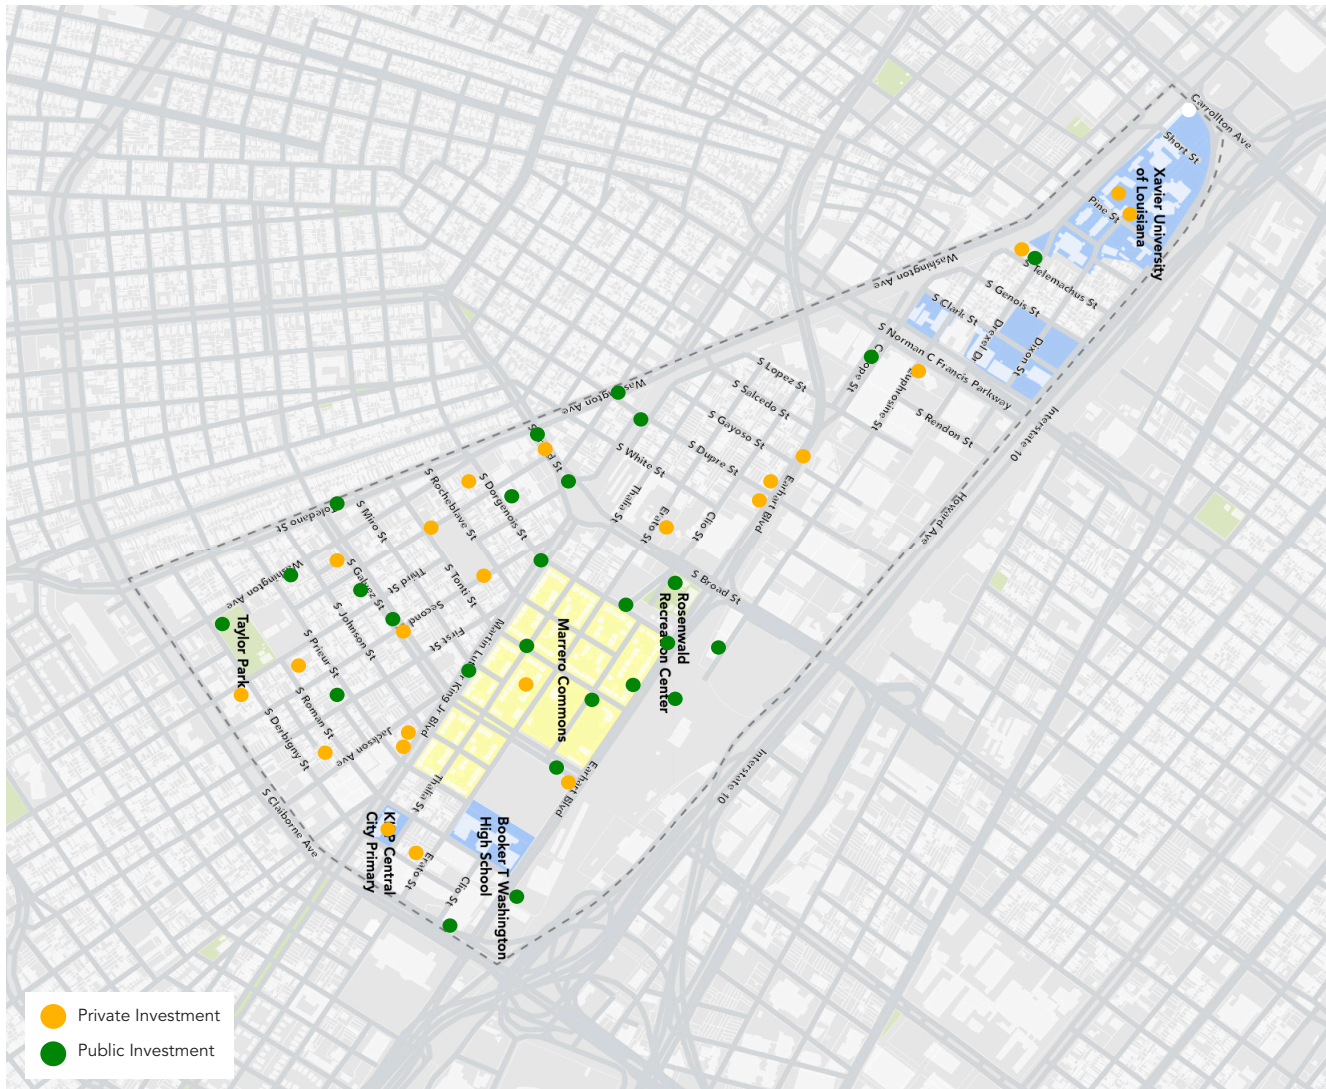 Carrollton Ave
Short St
Xavier University
of Louisiana
Pine St
Washington Ave
S Telemachus St
S Genois St
S Clark St
Drexel Dr
Dixon St
S Norman C Francis Parkway
Euphrosine St
S Rendon St
Interstate 10
S Lopez St
S Salcedo St
S Gayoso St
S Dupre St
S White St
Washington Ave
Thalia St
Erato St
Clio St
Earhart Blvd
Howard Ave
S Broad St
S Dorgenois St
S Rocheblave St
Toledano St
S Miro St
Washington Ave
S Galvez St
Third St
S Tonti St
Second
First St
S Johnson St
S Prieur St
Taylor Park
S Roman St
S Derbigny St
Jackson Ave
Martin Lu
r King Jr Blvd
Marrero Commons
Rosenwald
Recreation Center
Earhart Blvd
Interstate 10
S Claiborne Ave
Thalia St
Central
City Primary
Erato St
Clio St
Booker T Washington
High School
Private Investment
Public Investment